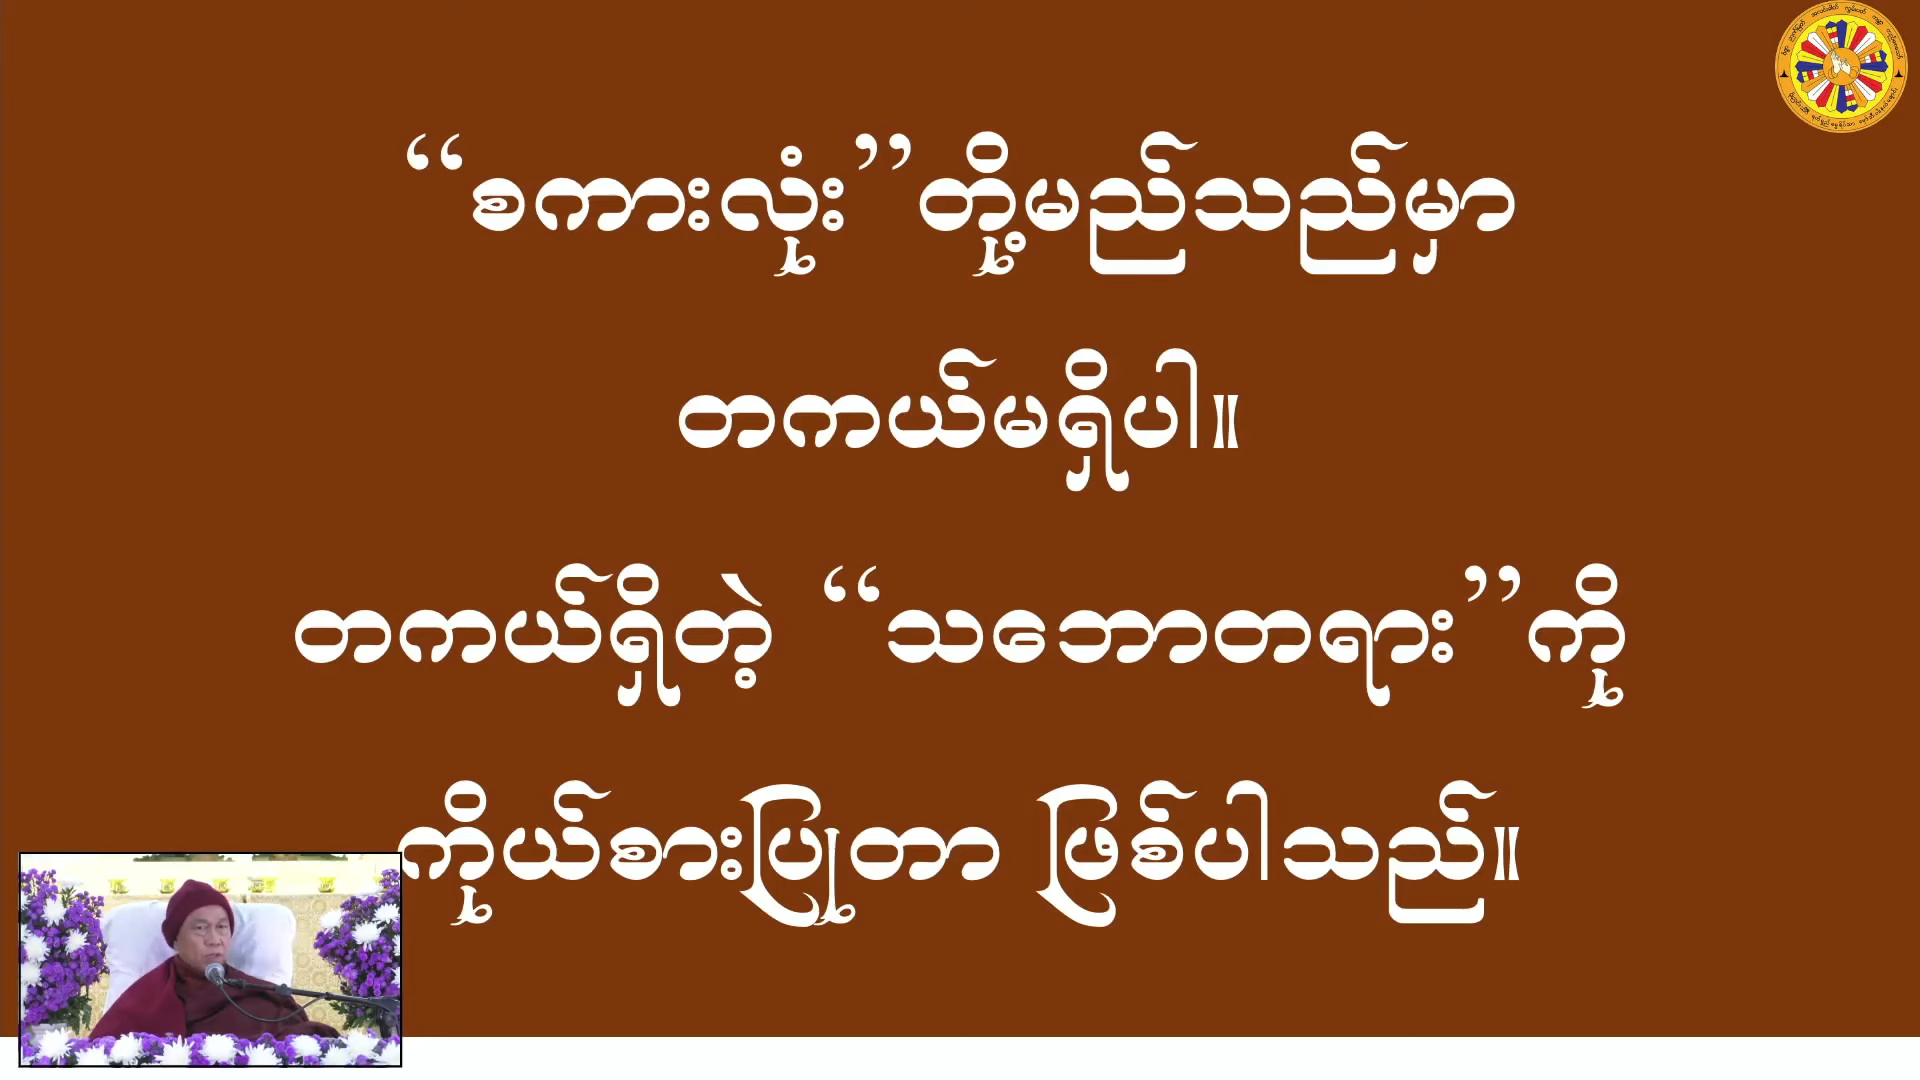 “စကားလုံး”တို့မည်သည်မှာ
တကယ်မရှိပါ။
တကယ်ရှိတဲ့ “သဘောတရား”ကို
ကိုယ်စားပြုတာ ဖြစ်ပါသည်။